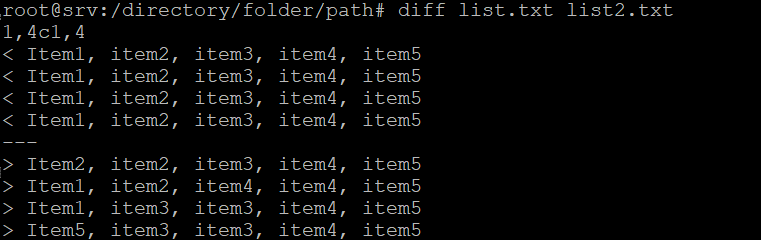 root@srv:/directory/folder/path# diff list.txt list2.txt
1,4c1,4
< Item1, item2, item3, item4, item5
< Item1, item2, item3, item4, item5
< Item1, item2, item3, item4, item5
< Item1, item2, item3, item4, item5
---
> Item2, item2, item3, item4, item5
> Item1, item2, item4, item4, item5
> Item1, item3, item3, item4, item5
> Item5, item3, item3, item4, item5